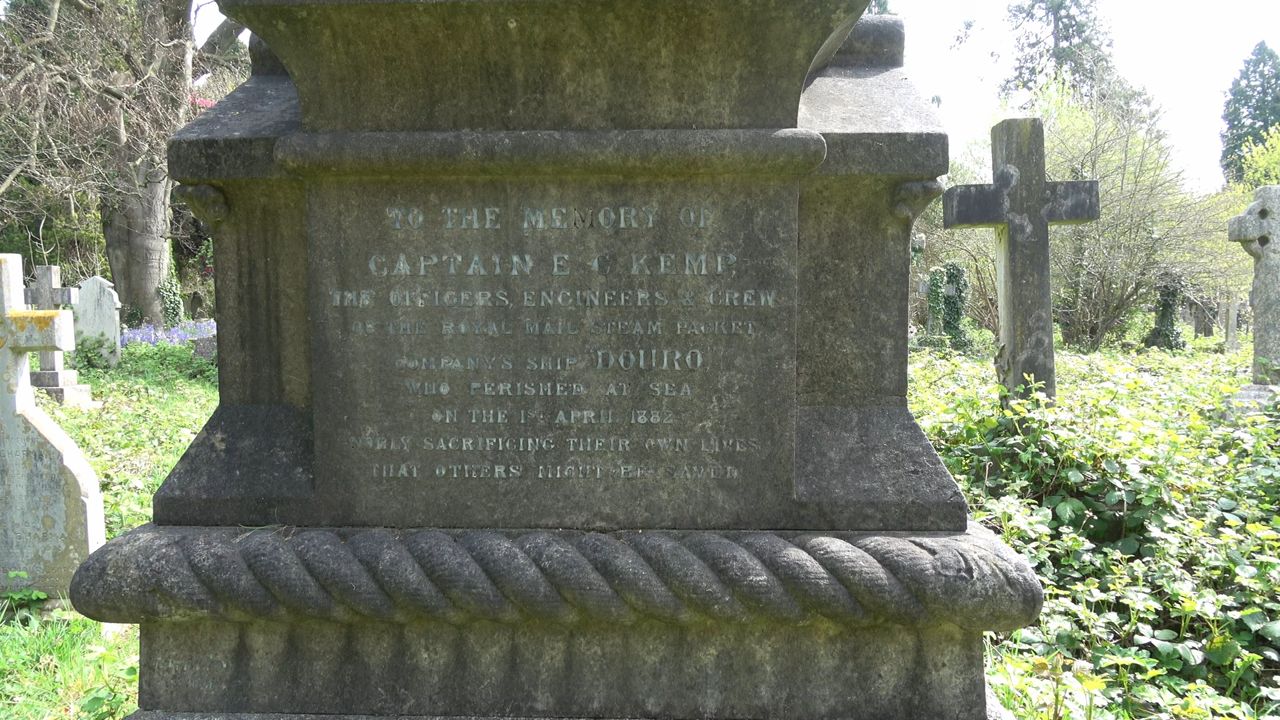 TO THE MEMORY OF
CAPTAIN E. C. KEMP,
THE OFFICERS, ENGINEERS & CREW
OF THE ROYAL MAIL STEAM PACKET
COMPANY'S SHIP "DOURO,"
WHO PERISHED AT SEA
ON THE 1ST APRIL, 1882,
NOBLY SACRIFICING THEIR OWN LIVES
THAT OTHERS MIGHT BE SAVED